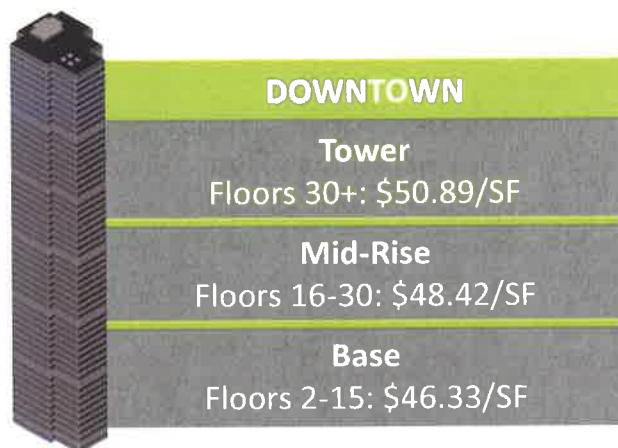 DOWNTOWN
Tower
Floors 30+: $50.89/SF
Mid-Rise
Floors 16-30: $48.42/SF
Base
Floors 2-15: $46.33/SF